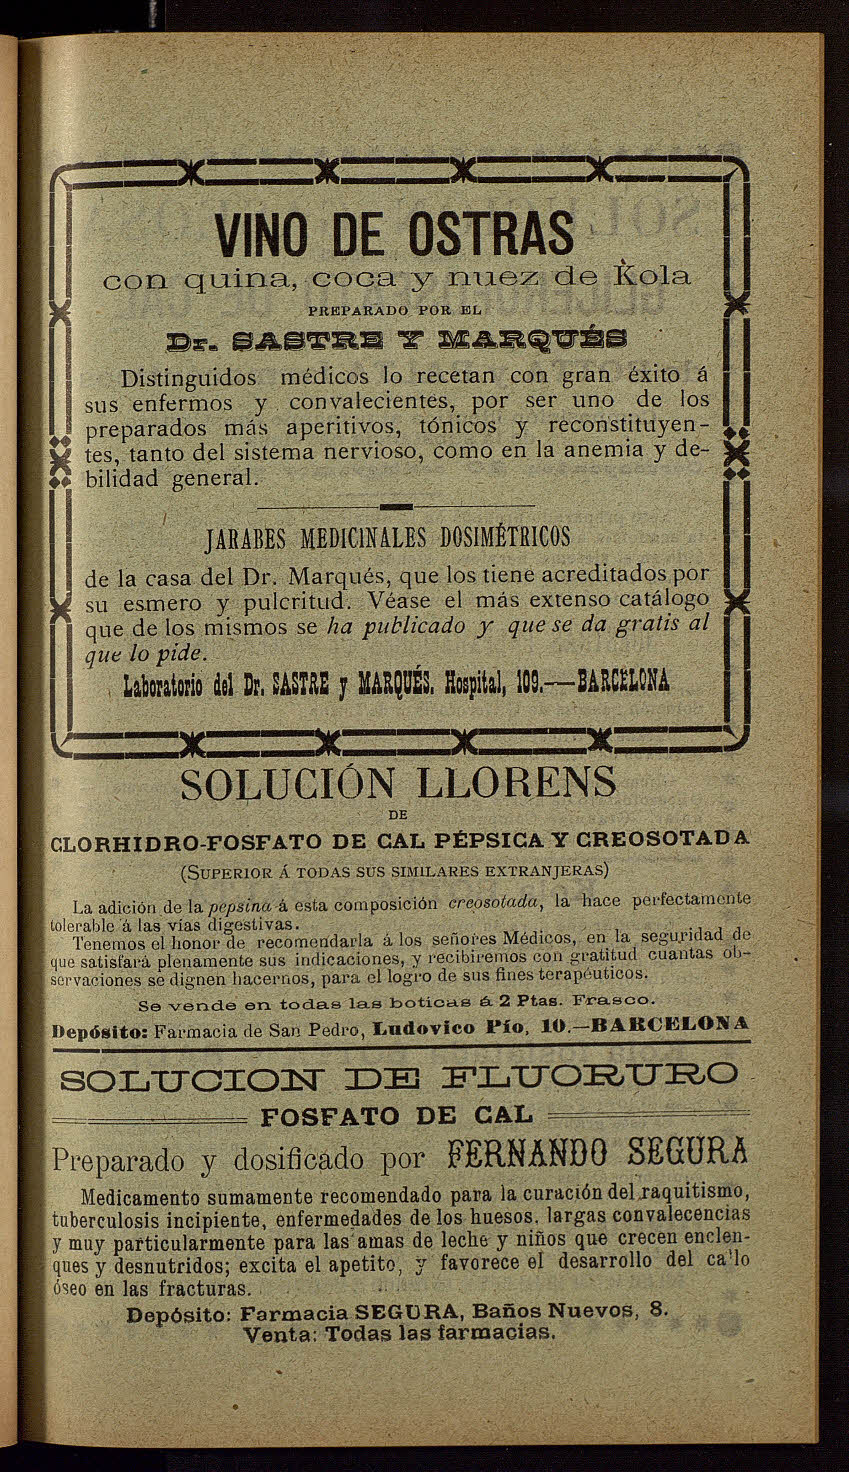 VINO DE OSTRAS
con quina, coca y nuez de Kola
PREPARADO POR EL
Dr. SASTRE Y MARQUÉS
Distinguidos médicos lo recetan con gran éxito á
sus enfermos y convalecientes, por ser uno de los
preparados más aperitivos, tónicos y reconstituyen-
tes, tanto del sistema nervioso, como en la anemia y de-
bilidad general.
JARABES MEDICINALES DOSIMÉTRICOS
de la casa del Dr. Marqués, que los tiene acreditados por
su esmero y pulcritud. Véase el más extenso catálogo
que de los mismos se ha publicado y que se da gratis al
que lo pide.
Laboratorio del Dr. SASTRE y MARQUÉS. Hospital, 109.——BARCELONA
SOLUCIÓN LLORENS
DE
CLORHIDRO-FOSFATO DE CAL PÉPSICA Y CREOSOTADA
(SUPERIOR Á TODAS SUS SIMILARES EXTRANJERAS)
La adición de la pepsina á esta composición creosotada, la hace perfectamente
tolerable á las vías digestivas.
Tenemos el honor de recomendarla á los señores Médicos, en la seguridad de
que satisfará plenamente sus indicaciones, y recibiremos con gratitud cuantas ob-
servaciones se dignen hacernos, para el logro de sus fines terapéuticos.
Se vende en todas las boticas á 2 Ptas. Frasco.
Depósito: Farmacia de San Pedro, Ludovico Pío, 10.—BARCELONA
SOLUCION DE FLUORURO
FOSFATO DE CAL
Preparado y dosificado por FERNANDO SEGURA
Medicamento sumamente recomendado para la curación del raquitismo,
tuberculosis incipiente, enfermedades de los huesos, largas convalecencias
y muy particularmente para las amas de leche y niños que crecen enclen-
ques y desnutridos; excita el apetito, y favorece el desarrollo del callo
óseo en las fracturas.
Depósito: Farmacia SEGURA, Baños Nuevos, 8.
Venta: Todas las farmacias.